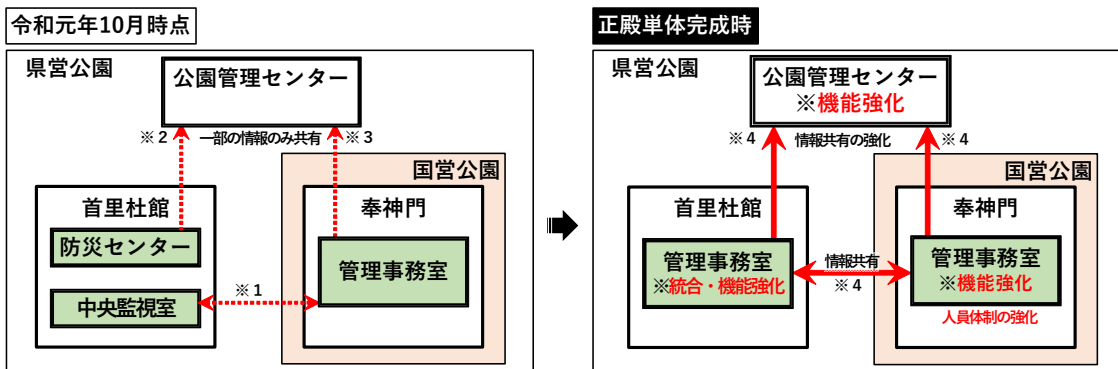 令和元年10月時点
県営公園
公園管理センター
※２
一部の情報のみ共有
※３
国営公園
首里杜館
奉神門
防災センター
管理事務室
※１
中央監視室
正殿単体完成時
県営公園
公園管理センター
※機能強化
※４
情報共有の強化
※４
国営公園
首里杜館
奉神門
管理事務室
※統合・機能強化
情報共有
※４
管理事務室
※機能強化
人員体制の強化